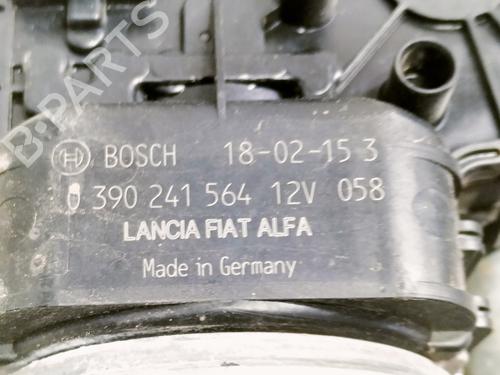 B-PARTS
BOSCH 18-02-15 3
0 390 241 564 12V 058
LANCIA FIAT ALFA
Made in Germany